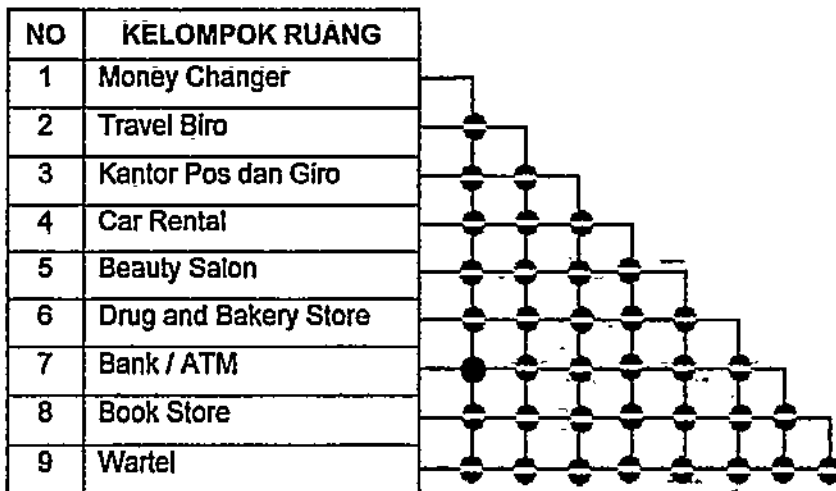 NO KELOMPOK RUANG
1 Money Changer
2 Travel Biro
3 Kantor Pos dan Giro
4 Car Rental
5 Beauty Salon
6 Drug and Bakery Store
7 Bank / ATM
8 Book Store
9 Wartel